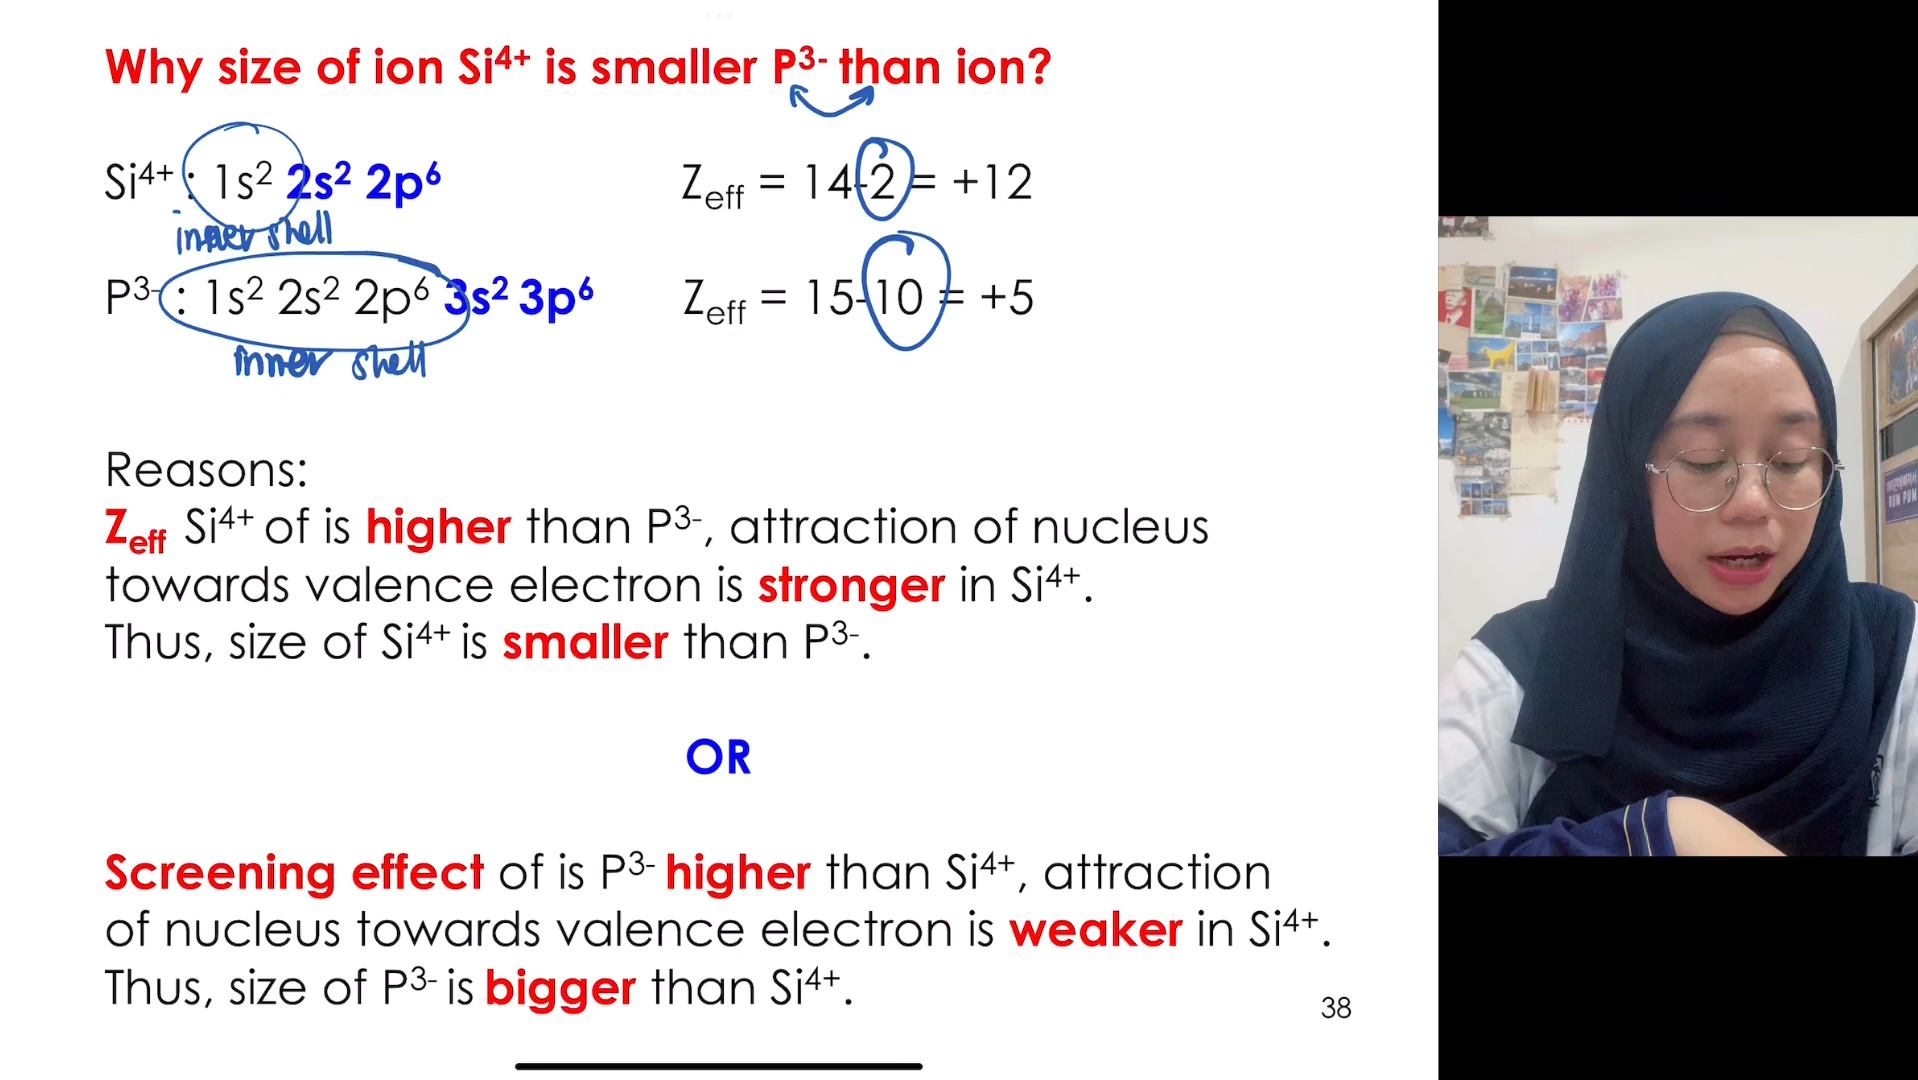 Why size of ion Si⁴⁺ is smaller P³⁻ than ion?
Si⁴⁺ : 1s² 2s² 2p⁶
Zeff = 14-2 = +12
inner shell
P³⁻ : 1s² 2s² 2p⁶ 3s² 3p⁶
Zeff = 15-10 = +5
inner shell
Reasons:
Zeff Si⁴⁺ of is higher than P³⁻, attraction of nucleus
towards valence electron is stronger in Si⁴⁺.
Thus, size of Si⁴⁺ is smaller than P³⁻.
OR
Screening effect of is P³⁻ higher than Si⁴⁺, attraction
of nucleus towards valence electron is weaker in Si⁴⁺.
Thus, size of P³⁻ is bigger than Si⁴⁺.
38